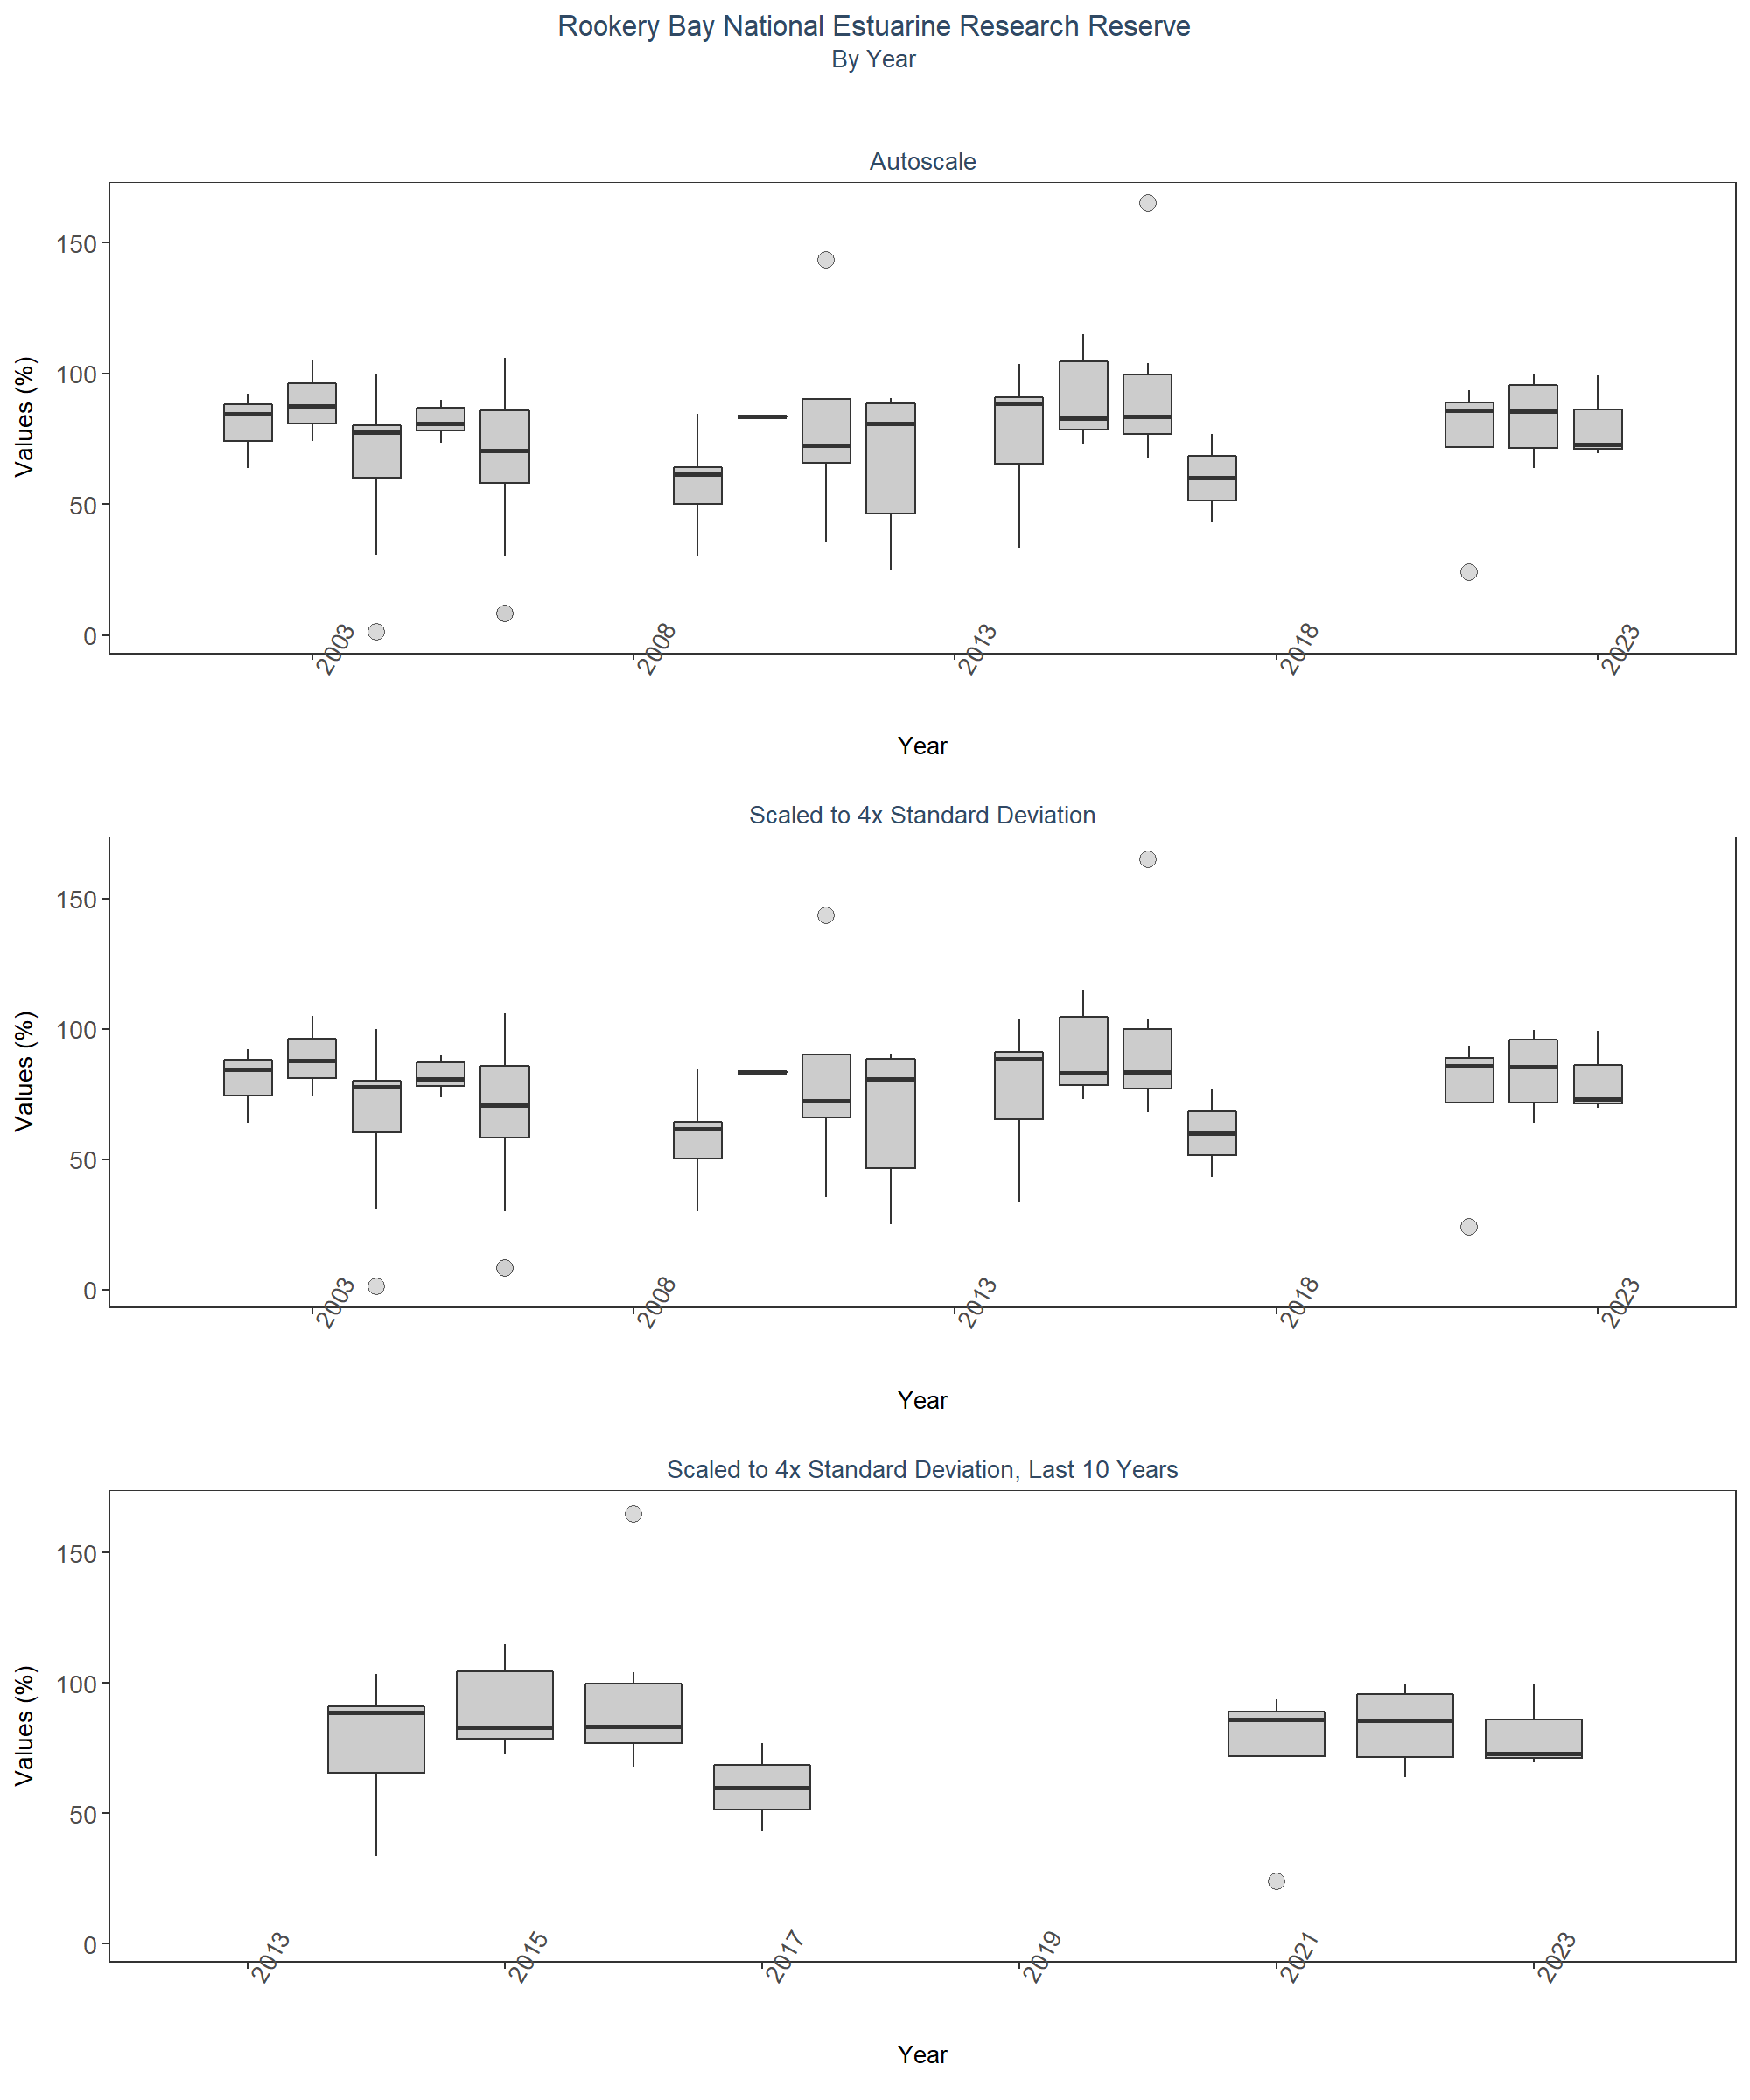 Rookery Bay National Estuarine Research Reserve
By Year
Autoscale
Values (%)
150
100
50
0
2003 2008 2013 2018 2023
Year
Scaled to 4x Standard Deviation
Values (%)
150
100
50
0
2003 2008 2013 2018 2023
Year
Scaled to 4x Standard Deviation, Last 10 Years
Values (%)
150
100
50
0
2013 2015 2017 2019 2021 2023
Year